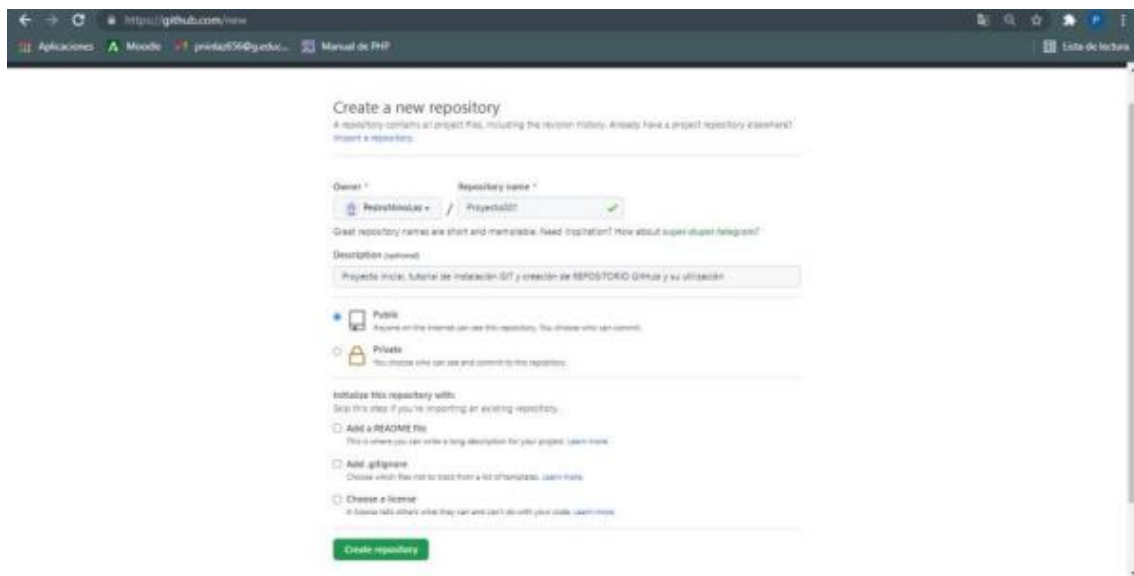 https://github.com/new
Aplicaciones Moodle Manual de PHP Lista de lectura
Create a new repository
A repository contains all project files, including the revision history. Already have a project repository elsewhere?
Import a repository.
Owner * Repository name *
/ Proyecto001
Great repository names are short and memorable. Need inspiration? How about super-duper-telegram?
Description (optional)
Proyecto inicial, tutorial de instalación GIT y creación de REPOSITORIO GitHub y su utilización
Public
Anyone on the internet can see this repository. You choose who can commit.
Private
You choose who can see and commit to this repository.
Initialize this repository with:
Skip this step if you're importing an existing repository.
Add a README file
This is where you can write a long description for your project. Learn more.
Add .gitignore
Choose which files not to track from a list of templates. Learn more.
Choose a license
A license tells others what they can and can't do with your code. Learn more.
Create repository